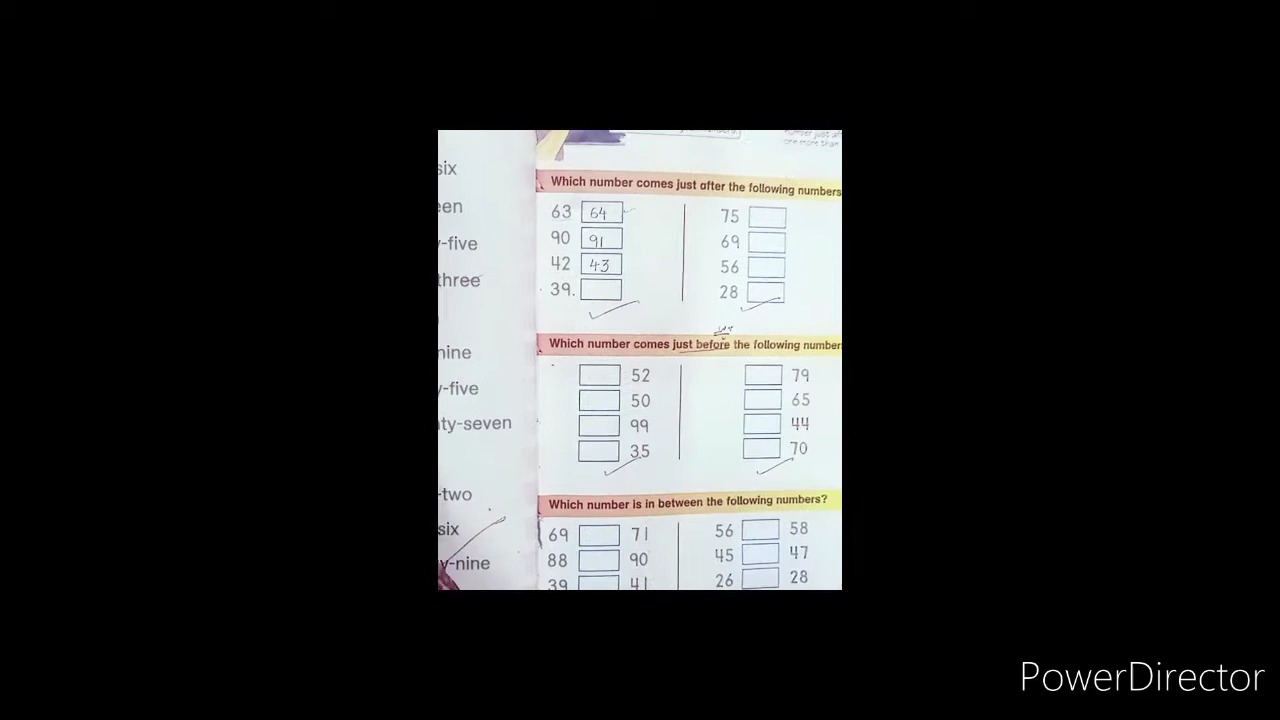 six
een
y-five
three
nine
y-five
nty-seven
-two
six
y-nine
Which number comes just after the following numbers
63 64
90 91
42 43
39.
75
69
56
28
Which number comes just before the following number
52
50
99
35
79
65
44
70
Which number is in between the following numbers?
69 71
88 90
39 41
56 58
45 47
26 28
PowerDirector